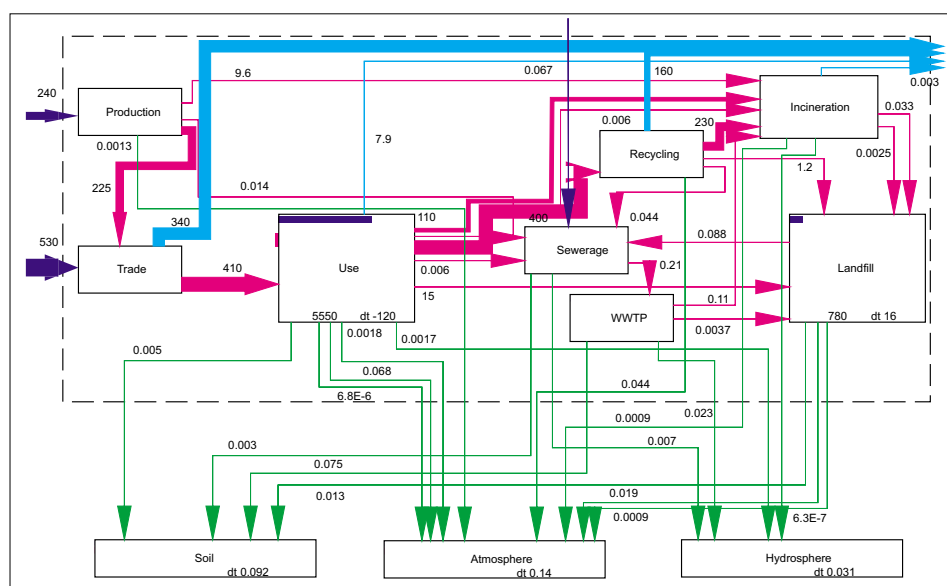 9.6
0.067
160
0.003
240
Production
Incineration
0.033
0.0013
7.9
0.006
230
Recycling
0.0025
225
0.014
1.2
340
110
400
0.044
530
Trade
410
Use
Sewerage
0.088
Landfill
0.006
0.21
15
0.11
5550
dt -120
WWTP
780
dt 16
0.0018
0.0017
0.0037
0.005
0.068
0.044
6.8E-6
0.023
0.0009
0.003
0.007
0.075
0.013
0.019
0.0009
6.3E-7
Soil
dt 0.092
Atmosphere
dt 0.14
Hydrosphere
dt 0.031